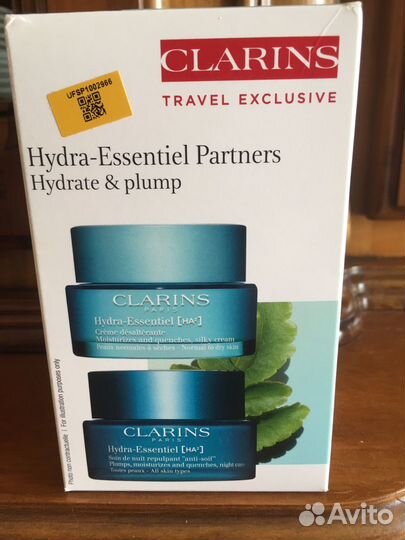 CLARINS
UFSP1002966
TRAVEL EXCLUSIVE
Hydra-Essentiel Partners
Hydrate & plump
CLARINS
PARIS
Hydra-Essentiel [HA²]
Crème désaltérante
Moisturizes and quenches, silky cream
Peaux normales à sèches - Normal to dry skin
CLARINS
PARIS
Hydra-Essentiel [HA²]
Soin de nuit repulpant "anti-soif"
Plumps, moisturizes and quenches, night care
Toutes peaux - All skin types
Photo non contractuelle | For illustration purposes only
Avito